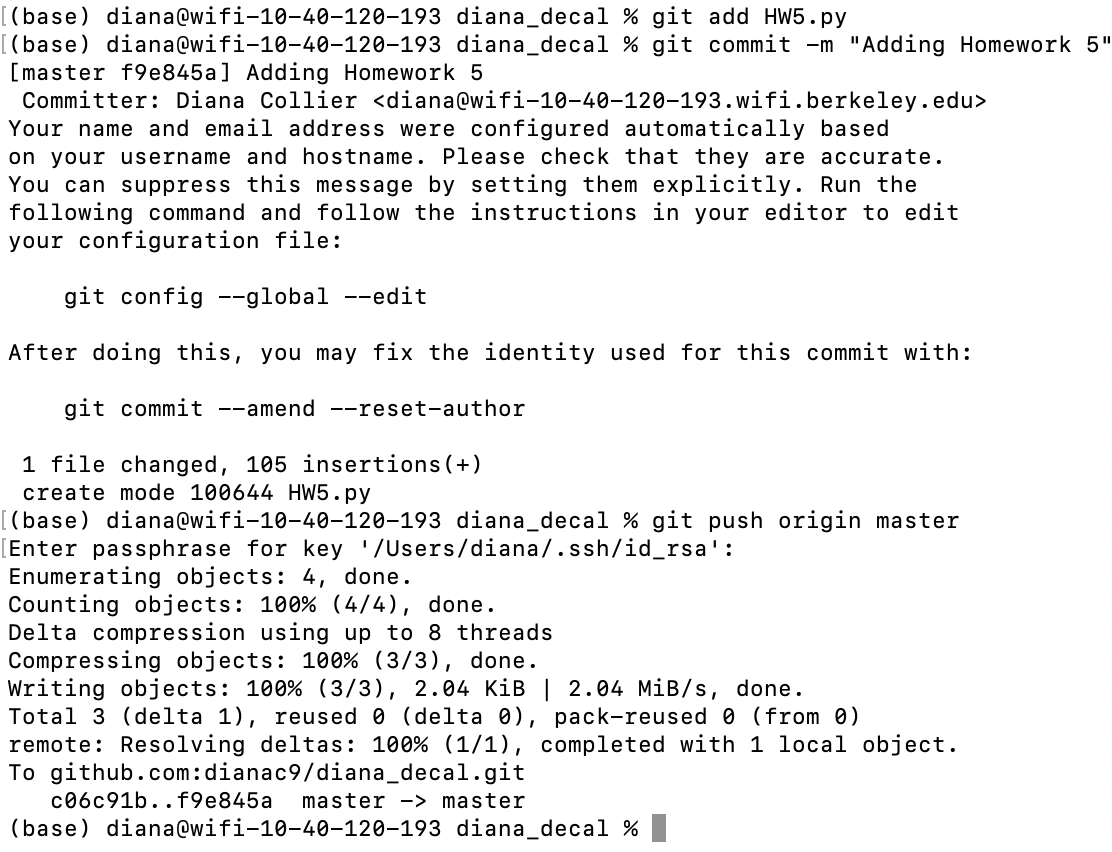 [(base) diana@wifi-10-40-120-193 diana_decal % git add HW5.py
[(base) diana@wifi-10-40-120-193 diana_decal % git commit -m "Adding Homework 5"
[master f9e845a] Adding Homework 5
 Committer: Diana Collier <diana@wifi-10-40-120-193.wifi.berkeley.edu>
Your name and email address were configured automatically based
on your username and hostname. Please check that they are accurate.
You can suppress this message by setting them explicitly. Run the
following command and follow the instructions in your editor to edit
your configuration file:

    git config --global --edit

After doing this, you may fix the identity used for this commit with:

    git commit --amend --reset-author

 1 file changed, 105 insertions(+)
 create mode 100644 HW5.py
[(base) diana@wifi-10-40-120-193 diana_decal % git push origin master
[Enter passphrase for key '/Users/diana/.ssh/id_rsa':
Enumerating objects: 4, done.
Counting objects: 100% (4/4), done.
Delta compression using up to 8 threads
Compressing objects: 100% (3/3), done.
Writing objects: 100% (3/3), 2.04 KiB | 2.04 MiB/s, done.
Total 3 (delta 1), reused 0 (delta 0), pack-reused 0 (from 0)
remote: Resolving deltas: 100% (1/1), completed with 1 local object.
To github.com:dianac9/diana_decal.git
   c06c91b..f9e845a  master -> master
(base) diana@wifi-10-40-120-193 diana_decal %